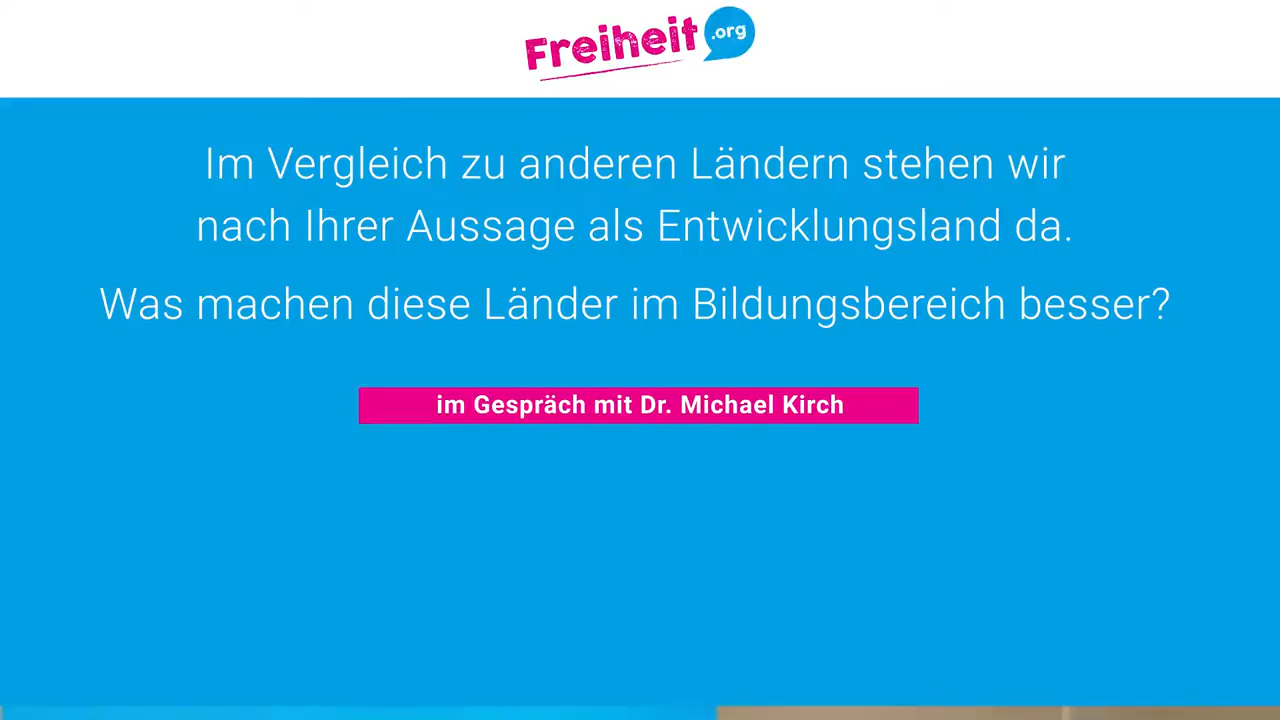 Freiheit .org
Im Vergleich zu anderen Ländern stehen wir
nach Ihrer Aussage als Entwicklungsland da.
Was machen diese Länder im Bildungsbereich besser?
im Gespräch mit Dr. Michael Kirch